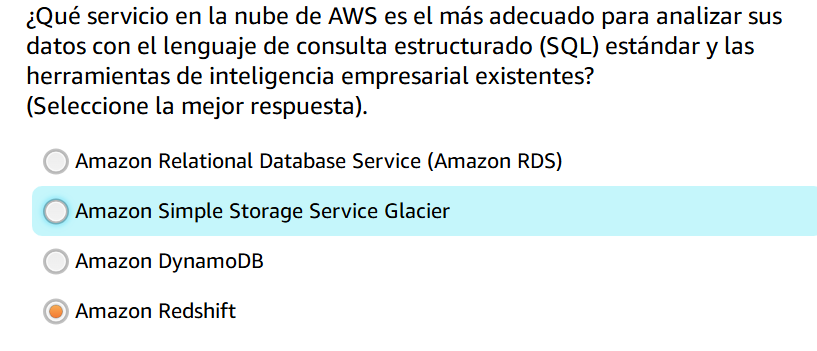 ¿Qué servicio en la nube de AWS es el más adecuado para analizar sus
datos con el lenguaje de consulta estructurado (SQL) estándar y las
herramientas de inteligencia empresarial existentes?
(Seleccione la mejor respuesta).
Amazon Relational Database Service (Amazon RDS)
Amazon Simple Storage Service Glacier
Amazon DynamoDB
Amazon Redshift